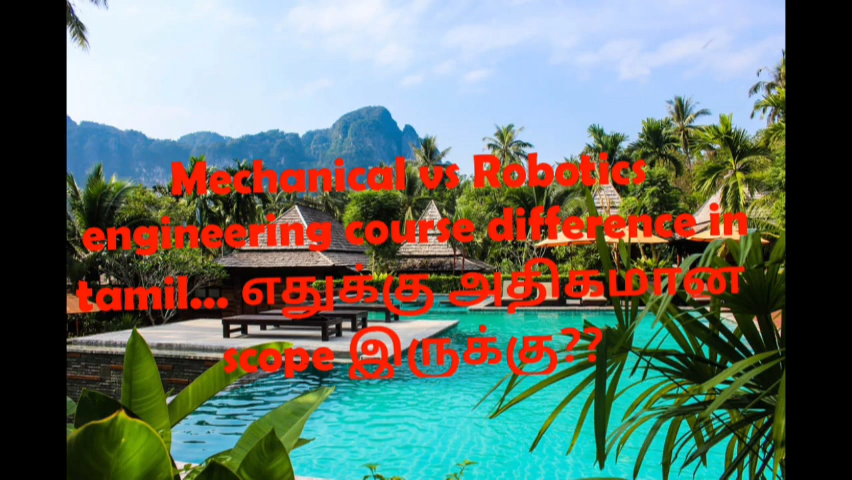 Mechanical vs Robotics
engineering course difference in
tamil... எதுக்கு அதிகமான
scope இருக்கு??